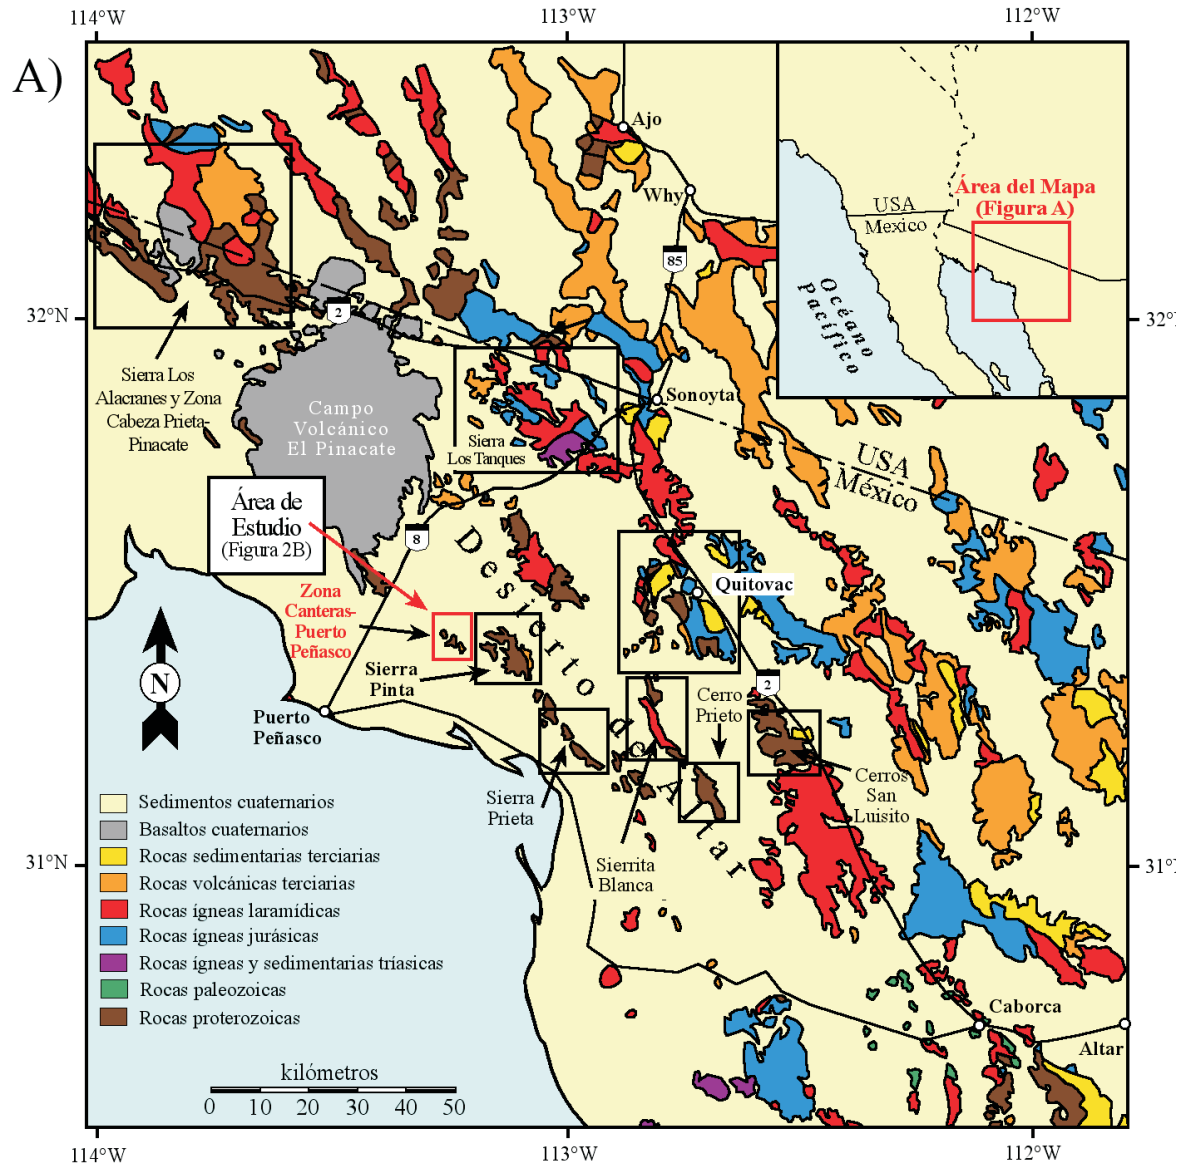 114°W
113°W
112°W
A)
Ajo
Why
85
USA
Mexico
Área del Mapa
(Figura A)
Océano
Pacífico
32°N
32°
2
Sierra Los
Alacranes y Zona
Cabeza Prieta-
Pinacate
Campo
Volcánico
El Pinacate
Sierra
Los Tanques
Sonoyta
USA
México
Área de
Estudio
(Figura 2B)
8
Desierto de Altar
Quitovac
Zona
Canteras-
Puerto
Peñasco
Sierra
Pinta
N
2
Cerro
Prieto
Puerto
Peñasco
Sierra
Prieta
Cerros
San
Luisito
Sierrita
Blanca
31°N
31°
Sedimentos cuaternarios
Basaltos cuaternarios
Rocas sedimentarias terciarias
Rocas volcánicas terciarias
Rocas ígneas laramídicas
Rocas ígneas jurásicas
Rocas ígneas y sedimentarias tríasicas
Rocas paleozoicas
Rocas proterozoicas
Caborca
Altar
kilómetros
0 10 20 30 40 50
114°W
113°W
112°W